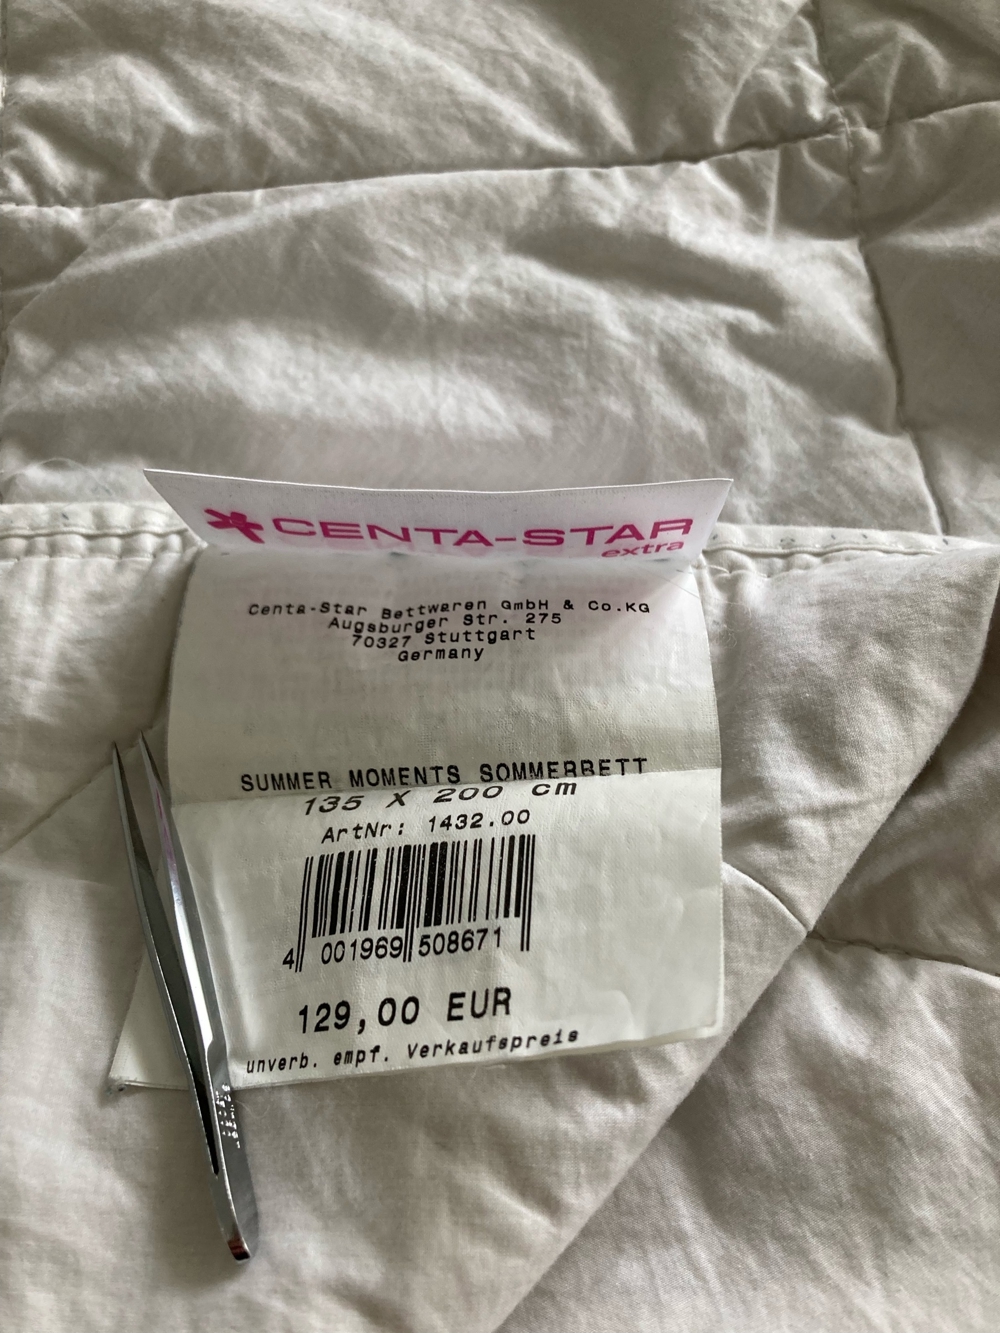 CENTA-STAR
extra
Centa-Star Bettwaren GmbH & Co.KG
Augsburger Str. 275
70327 Stuttgart
Germany
SUMMER MOMENTS SOMMERBETT
135 X 200 cm
ArtNr: 1432.00
4 001969 508671
129,00 EUR
unverb. empf. Verkaufspreis